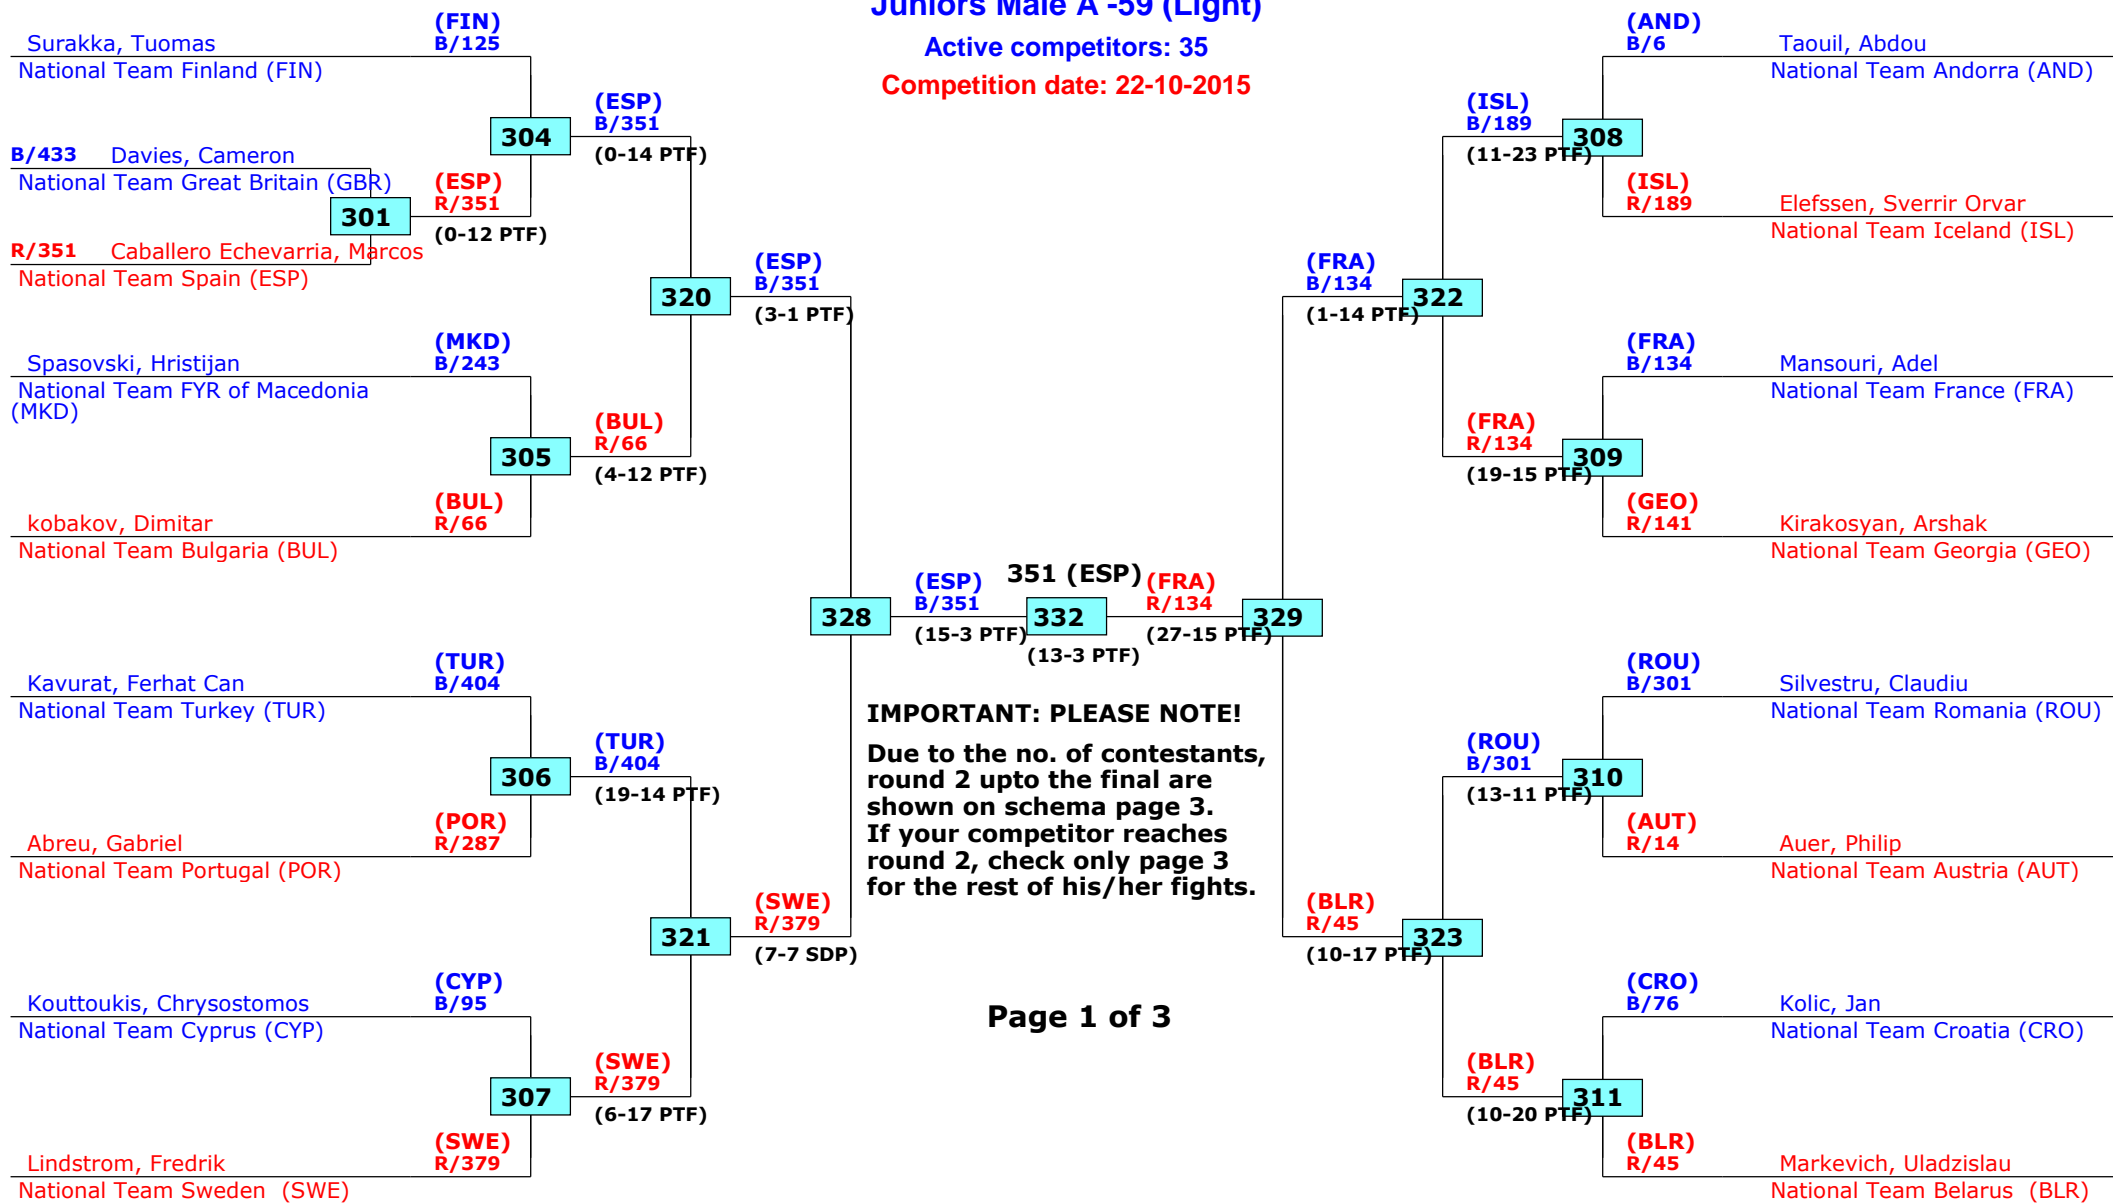 Juniors Male A -59 (Light)
Active competitors: 35
Competition date: 22-10-2015
(FIN)
Surakka, Tuomas B/125
National Team Finland (FIN)
304
(ESP)
B/351
(0-14 PTF)
B/433 Davies, Cameron
National Team Great Britain (GBR)
301
(ESP)
R/351
(0-12 PTF)
R/351 Caballero Echevarria, Marcos
National Team Spain (ESP)
320
(ESP)
B/351
(3-1 PTF)
(MKD)
Spasovski, Hristijan B/243
National Team FYR of Macedonia
(MKD)
305
(BUL)
R/66
(4-12 PTF)
(BUL)
kobakov, Dimitar R/66
National Team Bulgaria (BUL)
328
(ESP)
B/351
(15-3 PTF)
351 (ESP)
332
(13-3 PTF)
(FRA)
R/134
(27-15 PTF)
329
(TUR)
Kavurat, Ferhat Can B/404
National Team Turkey (TUR)
306
(TUR)
B/404
(19-14 PTF)
(POR)
Abreu, Gabriel R/287
National Team Portugal (POR)
321
(SWE)
R/379
(7-7 SDP)
(CYP)
Kouttoukis, Chrysostomos B/95
National Team Cyprus (CYP)
307
(SWE)
R/379
(6-17 PTF)
(SWE)
Lindstrom, Fredrik R/379
National Team Sweden (SWE)
IMPORTANT: PLEASE NOTE!
Due to the no. of contestants,
round 2 upto the final are
shown on schema page 3.
If your competitor reaches
round 2, check only page 3
for the rest of his/her fights.
Page 1 of 3
(AND)
B/6 Taouil, Abdou
National Team Andorra (AND)
(ISL)
B/189
(11-23 PTF)
308
(ISL)
R/189 Elefssen, Sverrir Orvar
National Team Iceland (ISL)
(FRA)
B/134
(1-14 PTF)
322
(FRA)
B/134 Mansouri, Adel
National Team France (FRA)
(FRA)
R/134
(19-15 PTF)
309
(GEO)
R/141 Kirakosyan, Arshak
National Team Georgia (GEO)
(ROU)
B/301 Silvestru, Claudiu
National Team Romania (ROU)
(ROU)
B/301
(13-11 PTF)
310
(AUT)
R/14 Auer, Philip
National Team Austria (AUT)
(BLR)
R/45
(10-17 PTF)
323
(CRO)
B/76 Kolic, Jan
National Team Croatia (CRO)
(BLR)
R/45
(10-20 PTF)
311
(BLR)
R/45 Markevich, Uladzislau
National Team Belarus (BLR)